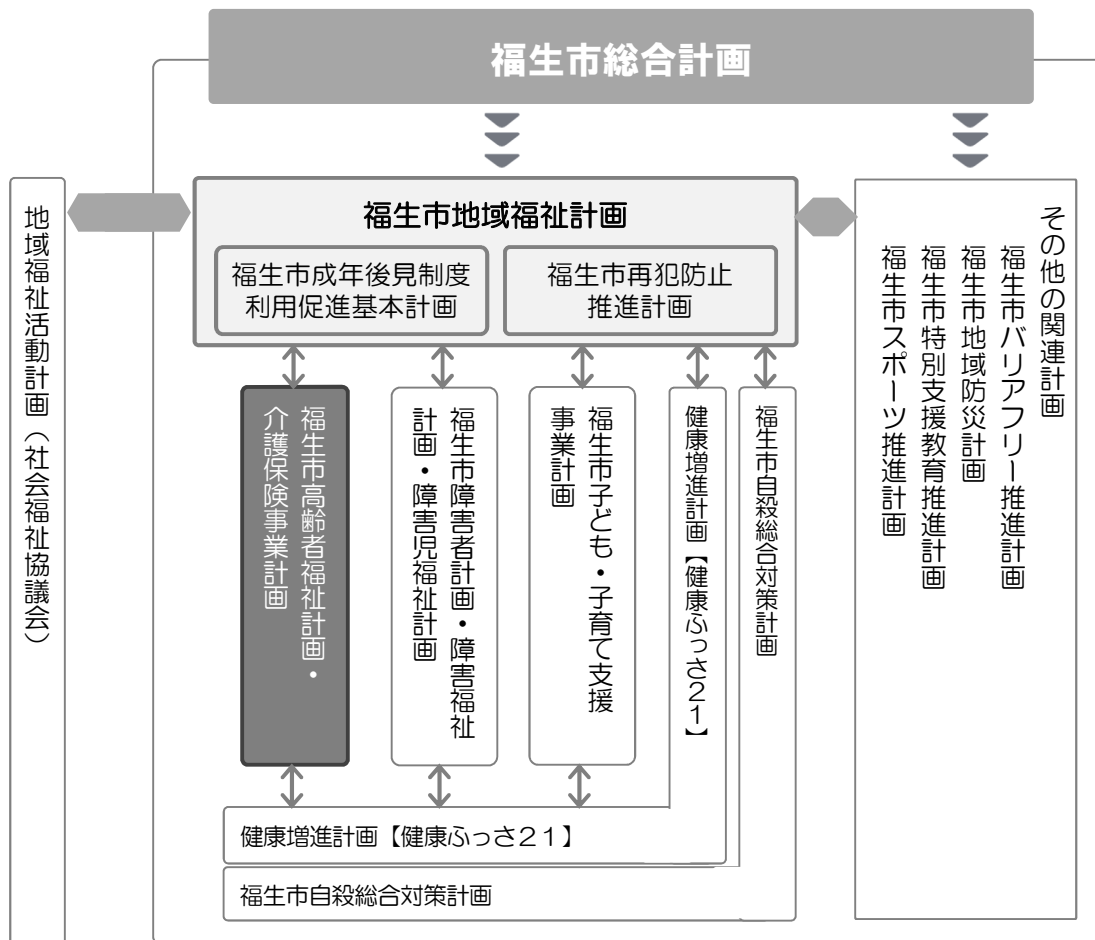 福生市総合計画
地域福祉活動計画（社会福祉協議会）
福生市地域福祉計画
福生市成年後見制度
利用促進基本計画
福生市再犯防止
推進計画
福生市高齢者福祉計画・
介護保険事業計画
福生市障害者計画・障害福祉
計画・障害児福祉計画
福生市子ども・子育て支援
事業計画
健康増進計画【健康ふっさ２１】
福生市自殺総合対策計画
健康増進計画【健康ふっさ２１】
福生市自殺総合対策計画
その他の関連計画
福生市バリアフリー推進計画
福生市地域防災計画
福生市特別支援教育推進計画
福生市スポーツ推進計画